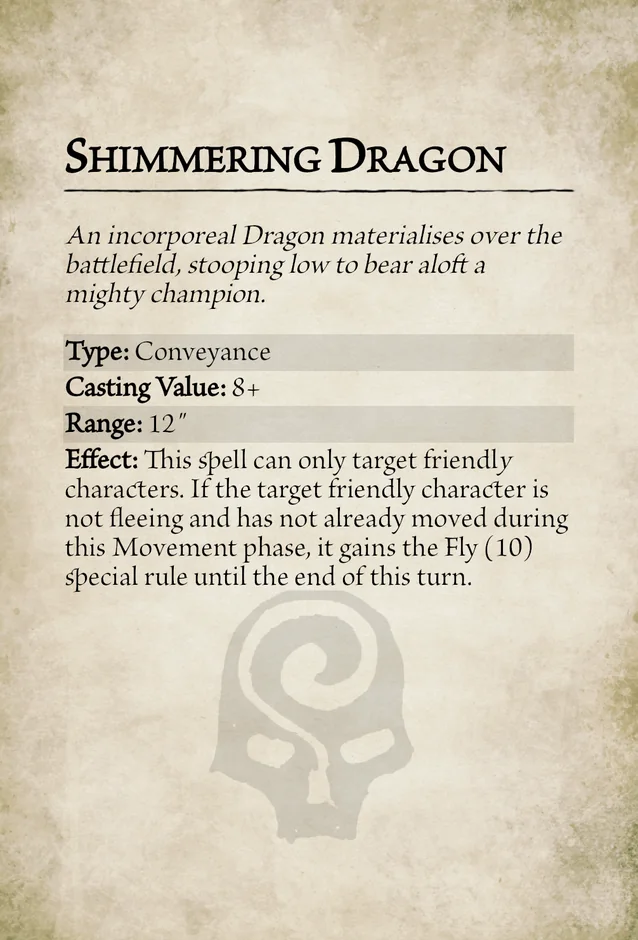 Shimmering Dragon
An incorporeal Dragon materialises over the
battlefield, stooping low to bear aloft a
mighty champion.
Type: Conveyance
Casting Value: 8+
Range: 12"
Effect: This spell can only target friendly
characters. If the target friendly character is
not fleeing and has not already moved during
this Movement phase, it gains the Fly (10)
special rule until the end of this turn.